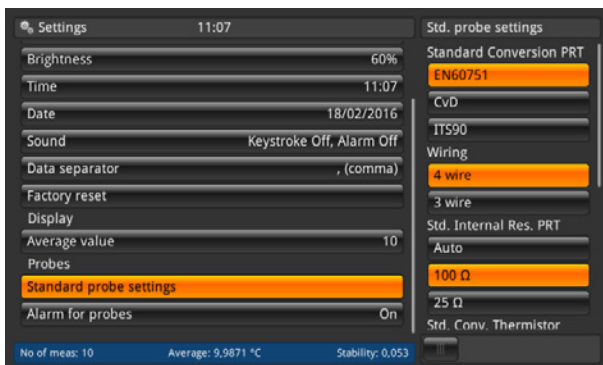 Settings 11:07
Brightness 60%
Time 11:07
Date 18/02/2016
Sound Keystroke Off, Alarm Off
Data separator , (comma)
Factory reset
Display
Average value 10
Probes
Standard probe settings
Alarm for probes On
No of meas: 10 Average: 9,9871 °C Stability: 0,053
Std. probe settings
Standard Conversion PRT
EN60751
CvD
ITS90
Wiring
4 wire
3 wire
Std. Internal Res. PRT
Auto
100 Ω
25 Ω
Std. Conv. Thermistor